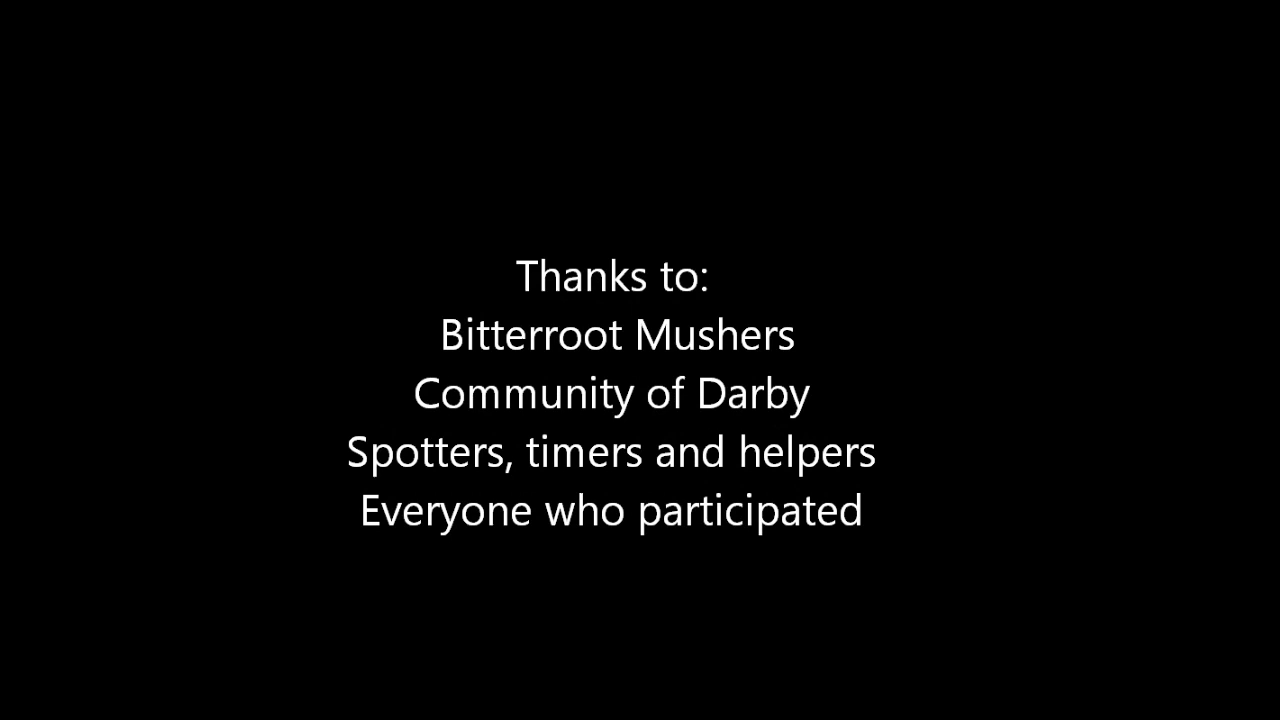 Thanks to:
Bitterroot Mushers
Community of Darby
Spotters, timers and helpers
Everyone who participated